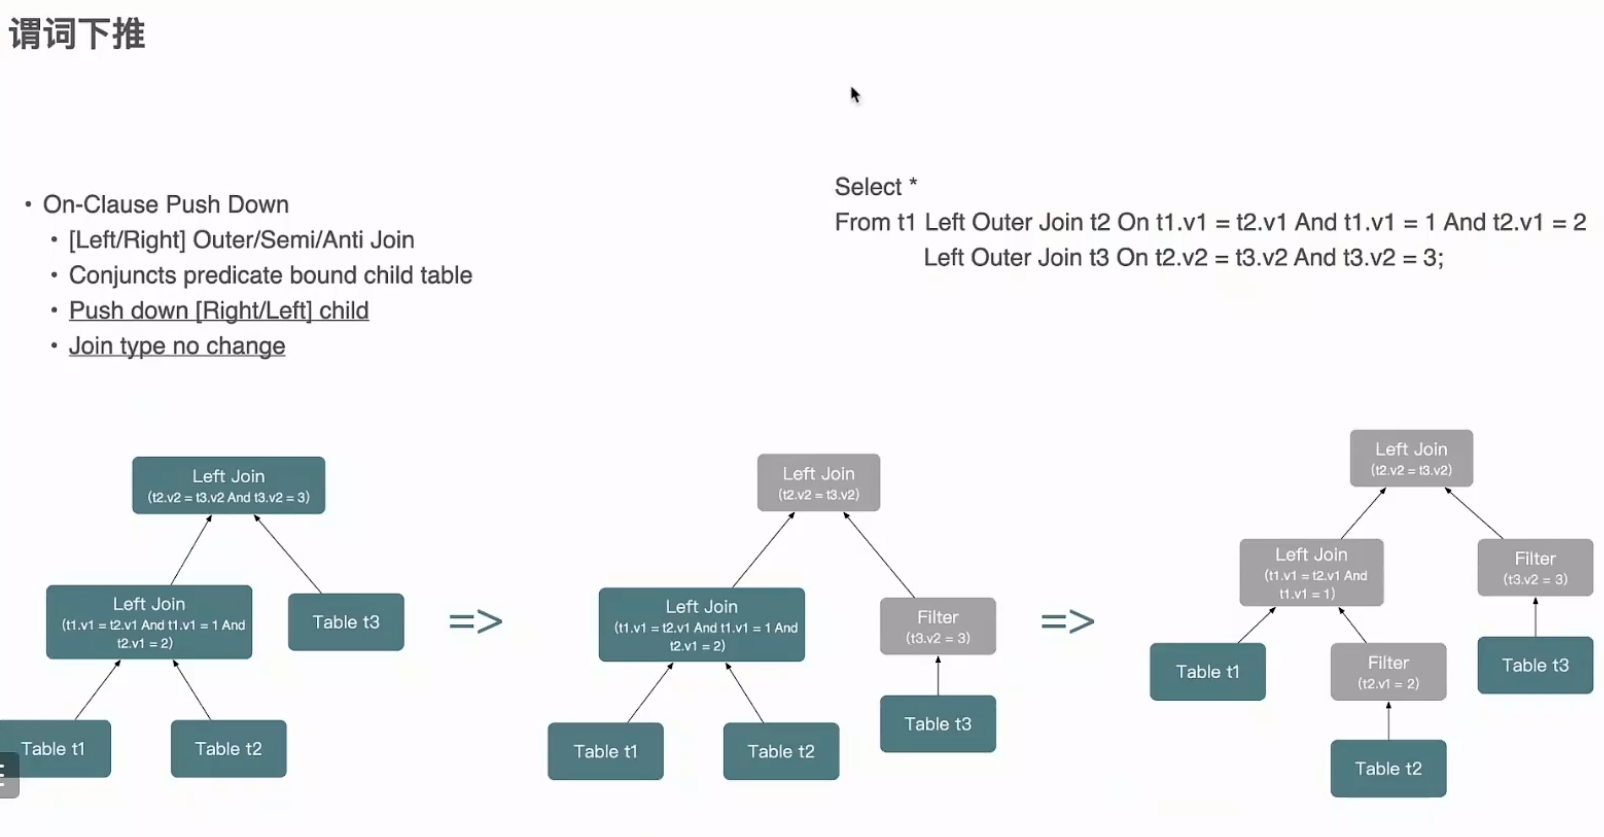 谓词下推
• On-Clause Push Down
• [Left/Right] Outer/Semi/Anti Join
• Conjuncts predicate bound child table
• Push down [Right/Left] child
• Join type no change
Select *
From t1 Left Outer Join t2 On t1.v1 = t2.v1 And t1.v1 = 1 And t2.v1 = 2
Left Outer Join t3 On t2.v2 = t3.v2 And t3.v2 = 3;
Left Join
(t2.v2 = t3.v2 And t3.v2 = 3)
Left Join
(t1.v1 = t2.v1 And t1.v1 = 1 And
t2.v1 = 2)
Table t3
Table t1
Table t2
=>
Left Join
(t2.v2 = t3.v2)
Left Join
(t1.v1 = t2.v1 And t1.v1 = 1 And
t2.v1 = 2)
Filter
(t3.v2 = 3)
Table t3
Table t1
Table t2
=>
Left Join
(t2.v2 = t3.v2)
Left Join
(t1.v1 = t2.v1 And
t1.v1 = 1)
Filter
(t3.v2 = 3)
Table t1
Filter
(t2.v1 = 2)
Table t3
Table t2